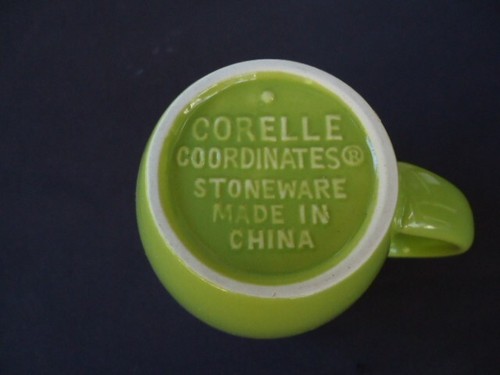 CORELLE
COORDINATES®
STONEWARE
MADE IN
CHINA